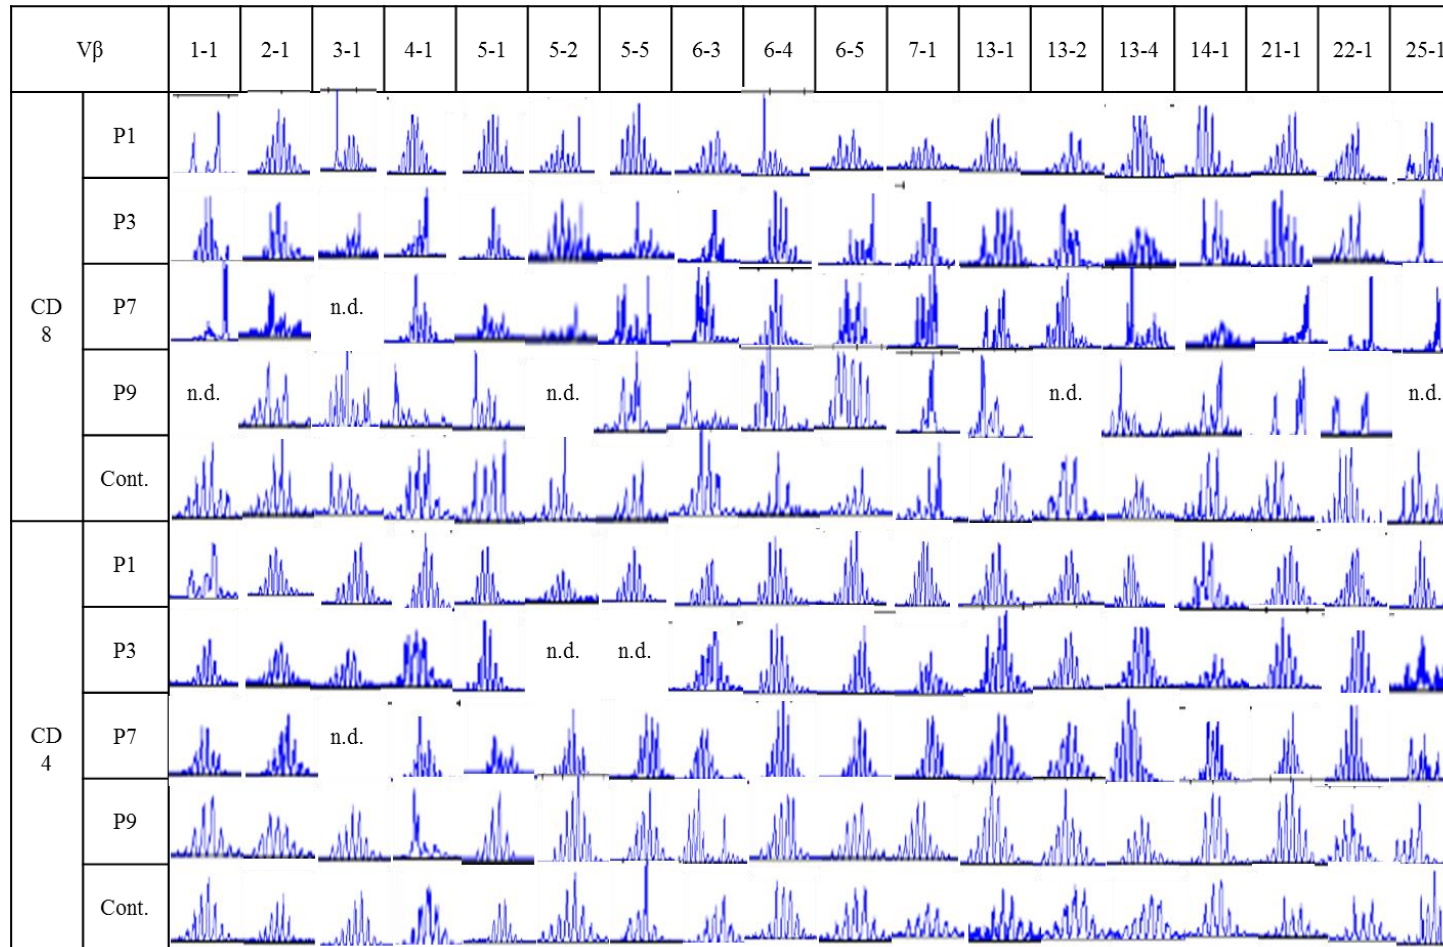 Vβ 1-1 2-1 3-1 4-1 5-1 5-2 5-5 6-3 6-4 6-5 7-1 13-1 13-2 13-4 14-1 21-1 22-1 25-1
CD 8
P1
P3
P7 n.d.
P9 n.d. n.d. n.d. n.d.
Cont.
CD 4
P1
P3 n.d. n.d.
P7 n.d.
P9
Cont.